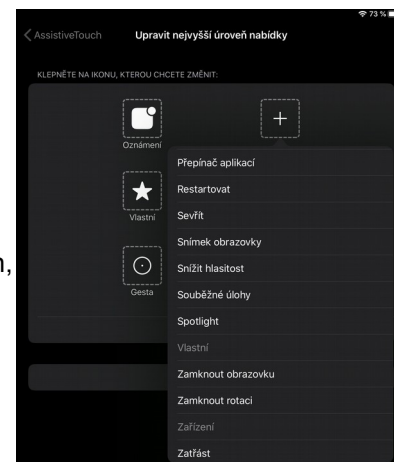 73 %
AssistiveTouch Upravit nejvyšší úroveň nabídky
KLEPNĚTE NA IKONU, KTEROU CHCETE ZMĚNIT:
Oznámení
Vlastní
Gesta
Přepínač aplikací
Restartovat
Sevřít
Snímek obrazovky
Snížit hlasitost
Souběžné úlohy
Spotlight
Vlastní
Zamknout obrazovku
Zamknout rotaci
Zařízení
Zatřást